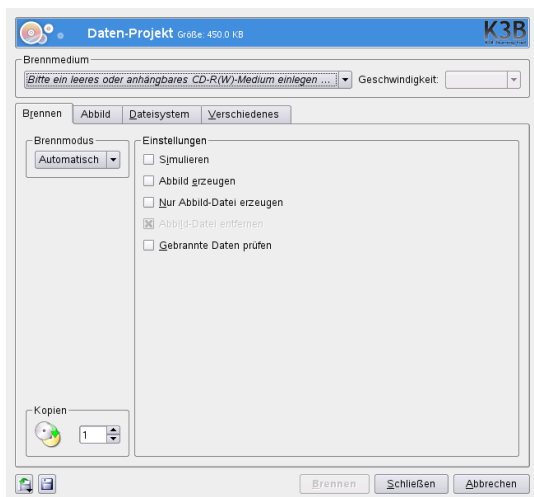 Daten-Projekt Größe: 450.0 KB
K3B
Brennmedium
Bitte ein leeres oder anhängbares CD-R(W)-Medium einlegen ...
Geschwindigkeit:
Brennen Abbild Dateisystem Verschiedenes
Brennmodus
Automatisch
Einstellungen
Simulieren
Abbild erzeugen
Nur Abbild-Datei erzeugen
Abbild-Datei entfernen
Gebrannte Daten prüfen
Kopien
1
Brennen Schließen Abbrechen